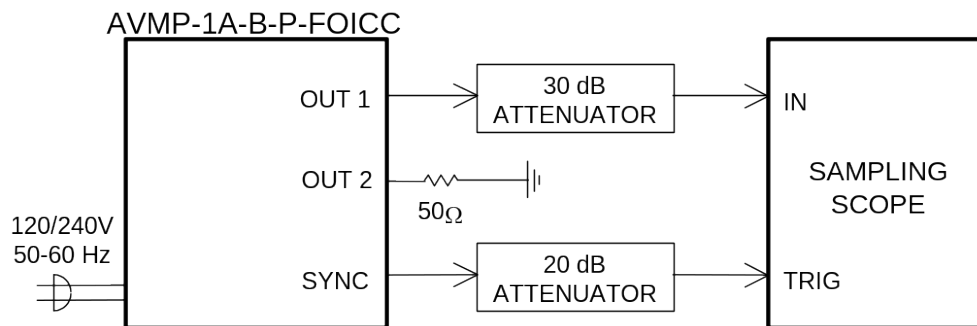 AVMP-1A-B-P-FOICC
OUT 1
30 dB
ATTENUATOR
IN
OUT 2
50Ω
SAMPLING
SCOPE
120/240V
50-60 Hz
SYNC
20 dB
ATTENUATOR
TRIG